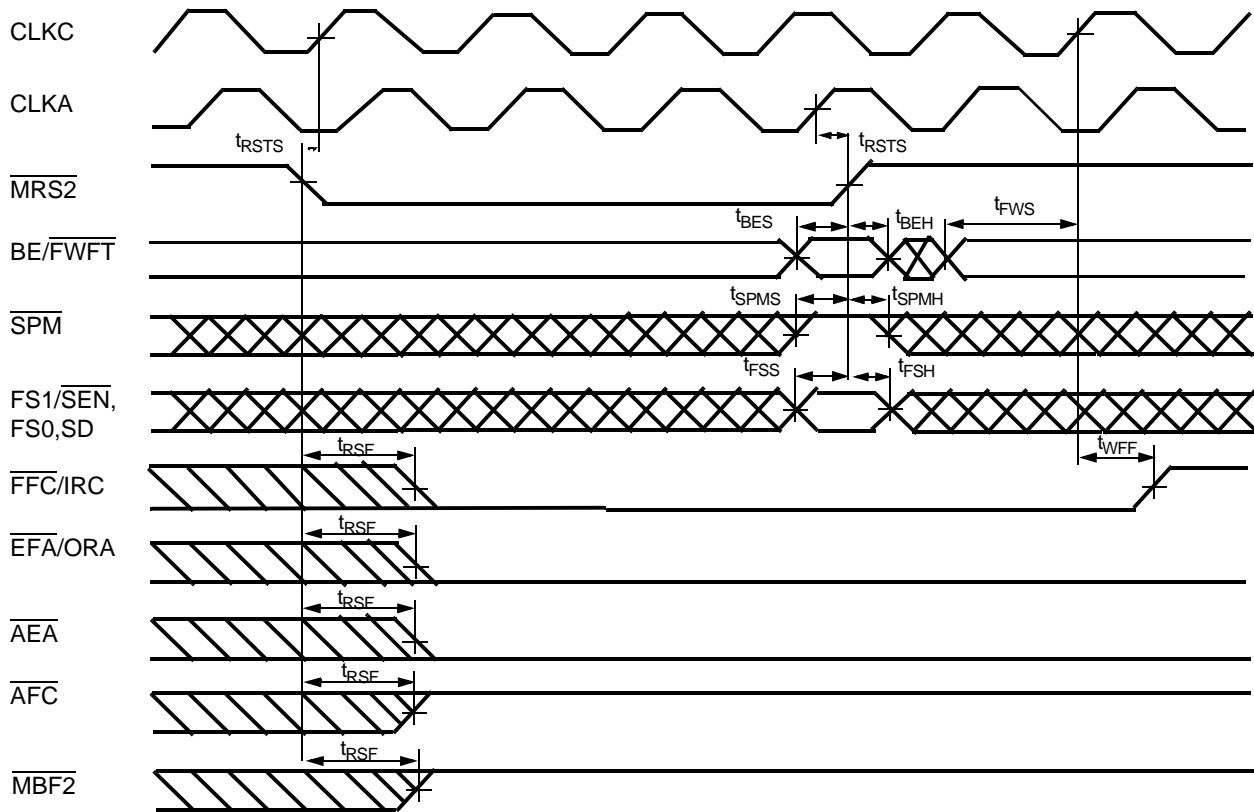 CLKC
CLKA
tRSTS tRSTS
MRS2
tBES tBEH tFWS
BE/FWFT
tSPMS tSPMH
SPM
tFSS tFSH
FS1/SEN,
FS0,SD
tRSF tWFF
FFC/IRC
tRSF
EFA/ORA
tRSF
AEA
tRSF
AFC
tRSF
MBF2